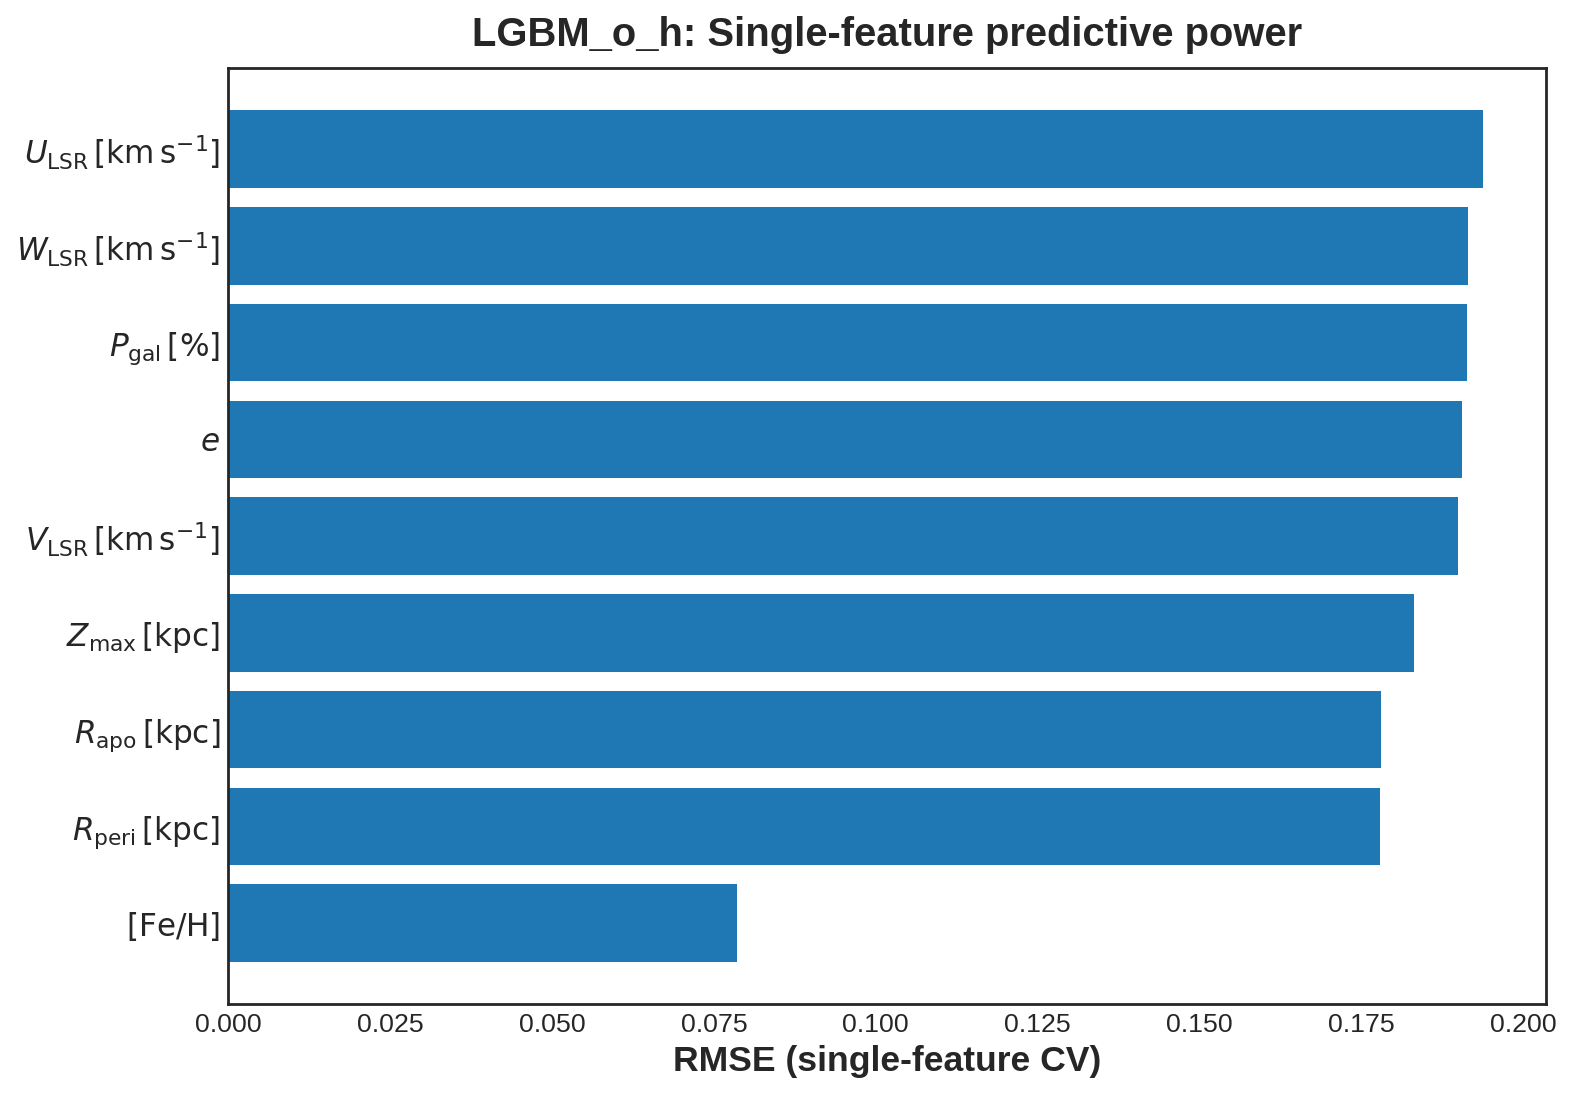 LGBM_o_h: Single-feature predictive power
U_LSR [km s⁻¹]
W_LSR [km s⁻¹]
P_gal [%]
e
V_LSR [km s⁻¹]
Z_max [kpc]
R_apo [kpc]
R_peri [kpc]
[Fe/H]
0.000 0.025 0.050 0.075 0.100 0.125 0.150 0.175 0.200
RMSE (single-feature CV)